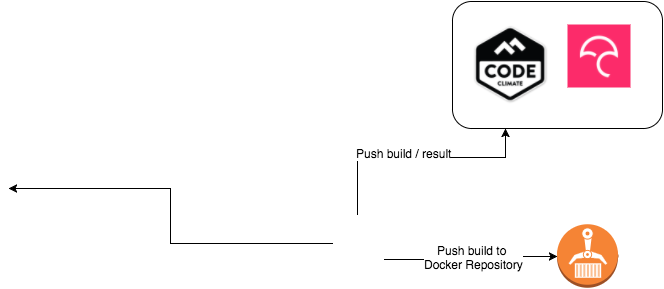 CODE
CLIMATE
Push build / result
Push build to
Docker Repository